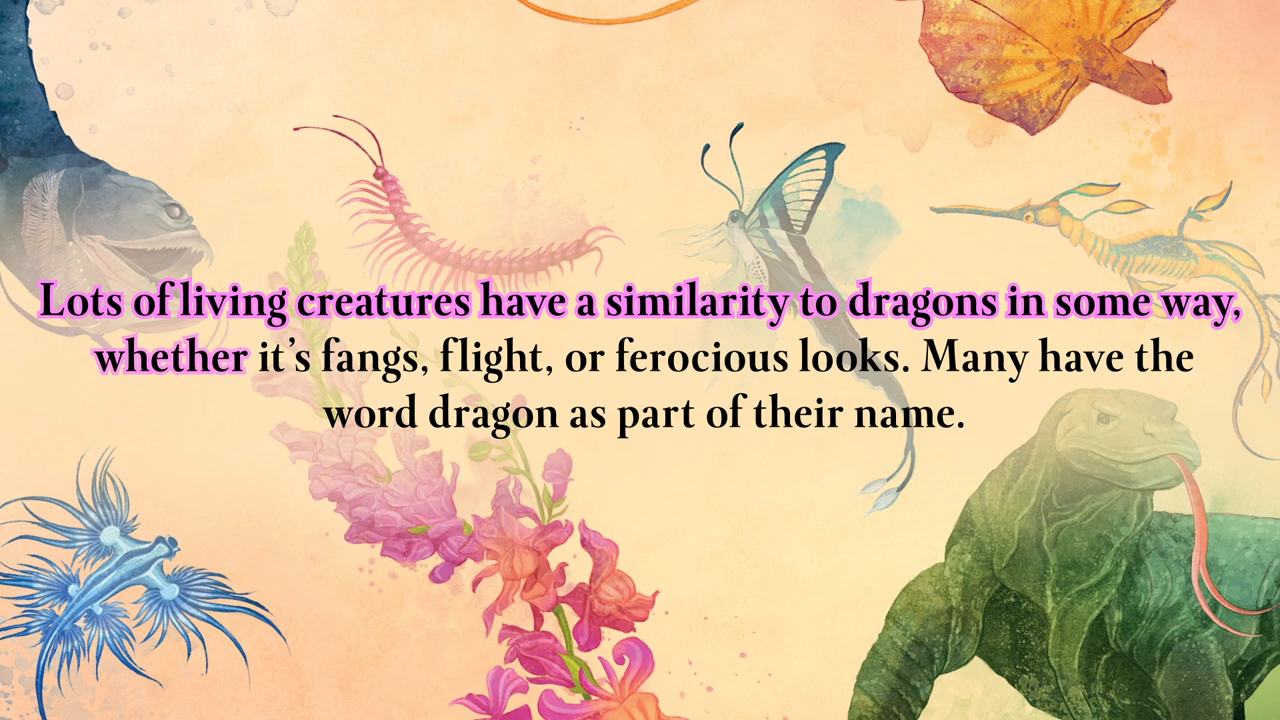 Lots of living creatures have a similarity to dragons in some way,
whether it’s fangs, flight, or ferocious looks. Many have the
word dragon as part of their name.